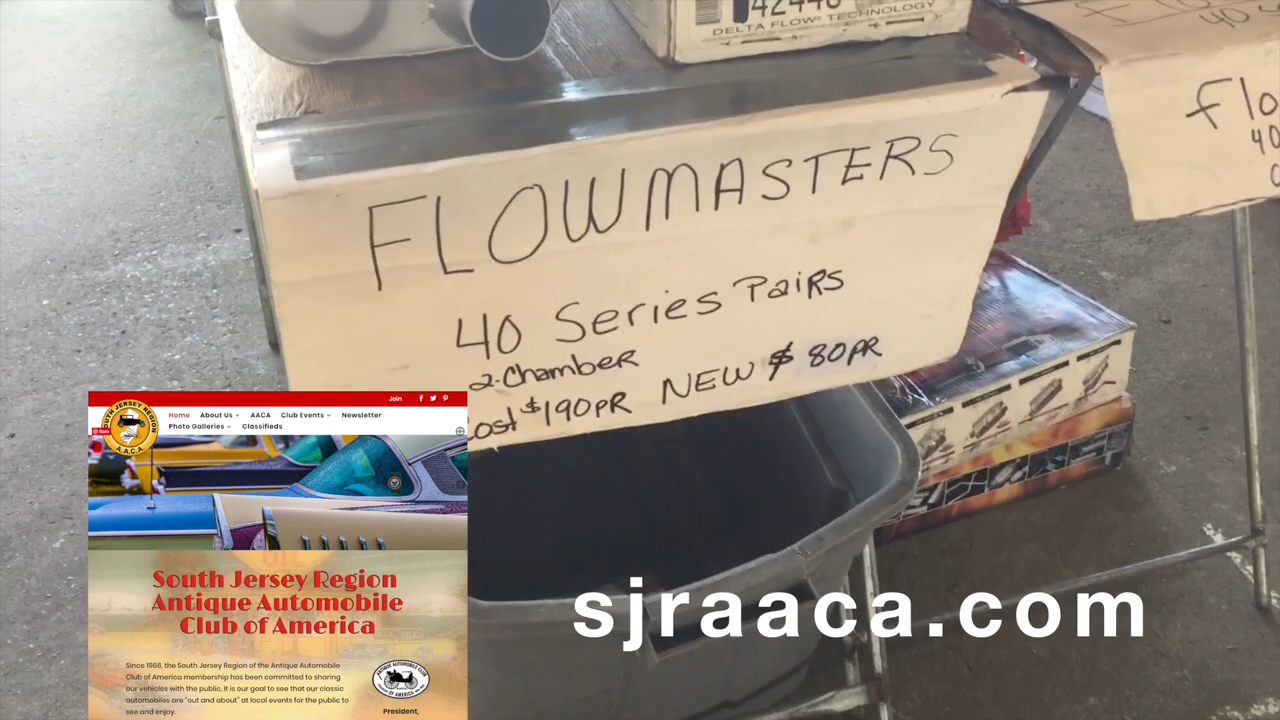 42440
DELTA FLOW® TECHNOLOGY
FLOWMASTERS
40 Series Pairs
2-Chamber
ost $190PR NEW $ 80PR
Flo
40
Join
Home About Us AACA Club Events Newsletter
Photo Galleries Classifieds
Save
SOUTH JERSEY REGION
A.A.C.A.
South Jersey Region
Antique Automobile
Club of America
Since 1966, the South Jersey Region of the Antique Automobile
Club of America membership has been committed to sharing
our vehicles with the public. It is our goal to see that our classic
automobiles are "out and about" at local events for the public to
see and enjoy.
ANTIQUE AUTOMOBILE CLUB
OF AMERICA
President,
sjraaca.com